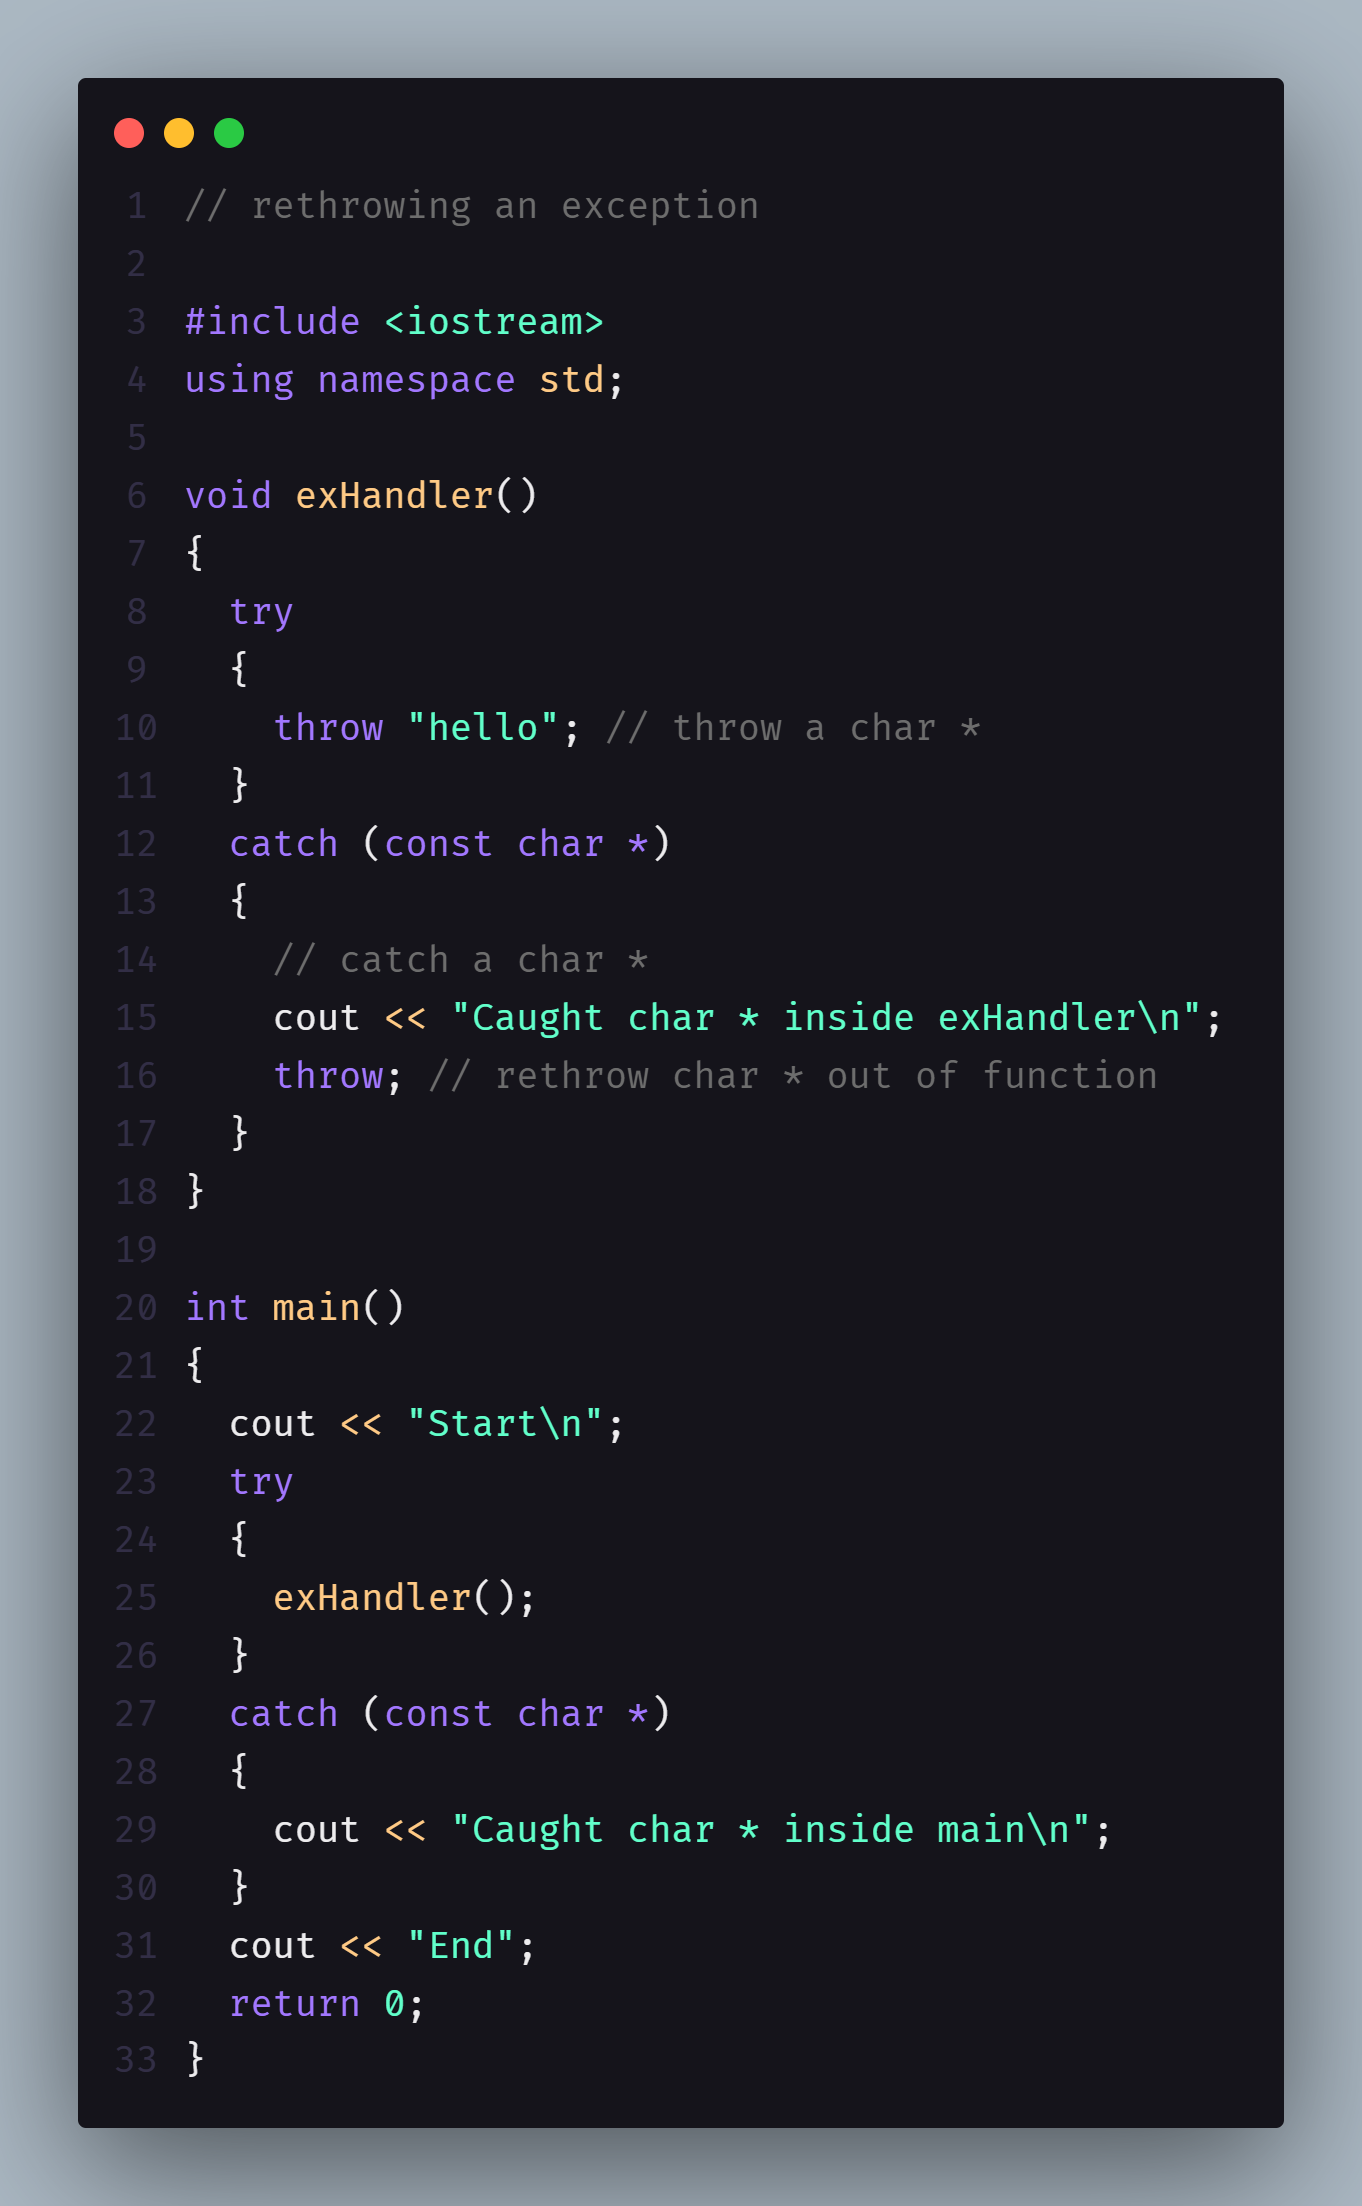 1 // rethrowing an exception
2
3 #include <iostream>
4 using namespace std;
5
6 void exHandler()
7 {
8   try
9   {
10     throw "hello"; // throw a char *
11   }
12   catch (const char *)
13   {
14     // catch a char *
15     cout << "Caught char * inside exHandler\n";
16     throw; // rethrow char * out of function
17   }
18 }
19
20 int main()
21 {
22   cout << "Start\n";
23   try
24   {
25     exHandler();
26   }
27   catch (const char *)
28   {
29     cout << "Caught char * inside main\n";
30   }
31   cout << "End";
32   return 0;
33 }